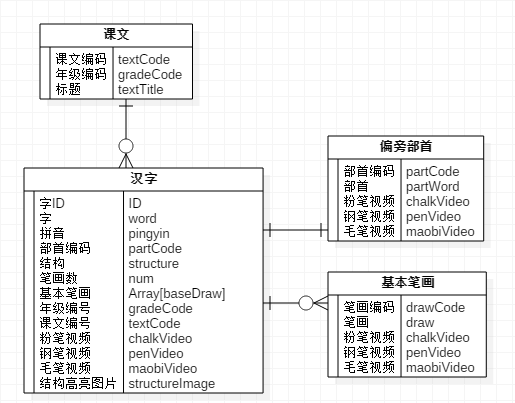 课文
课文编码 textCode
年级编码 gradeCode
标题 textTitle
汉字
字ID ID
字 word
拼音 pingyin
部首编码 partCode
结构 structure
笔画数 num
基本笔画 Array[baseDraw]
年级编号 gradeCode
课文编号 textCode
粉笔视频 chalkVideo
钢笔视频 penVideo
毛笔视频 maobiVideo
结构高亮图片 structureImage
偏旁部首
部首编码 partCode
部首 partWord
粉笔视频 chalkVideo
钢笔视频 penVideo
毛笔视频 maobiVideo
基本笔画
笔画编码 drawCode
笔画 draw
粉笔视频 chalkVideo
钢笔视频 penVideo
毛笔视频 maobiVideo